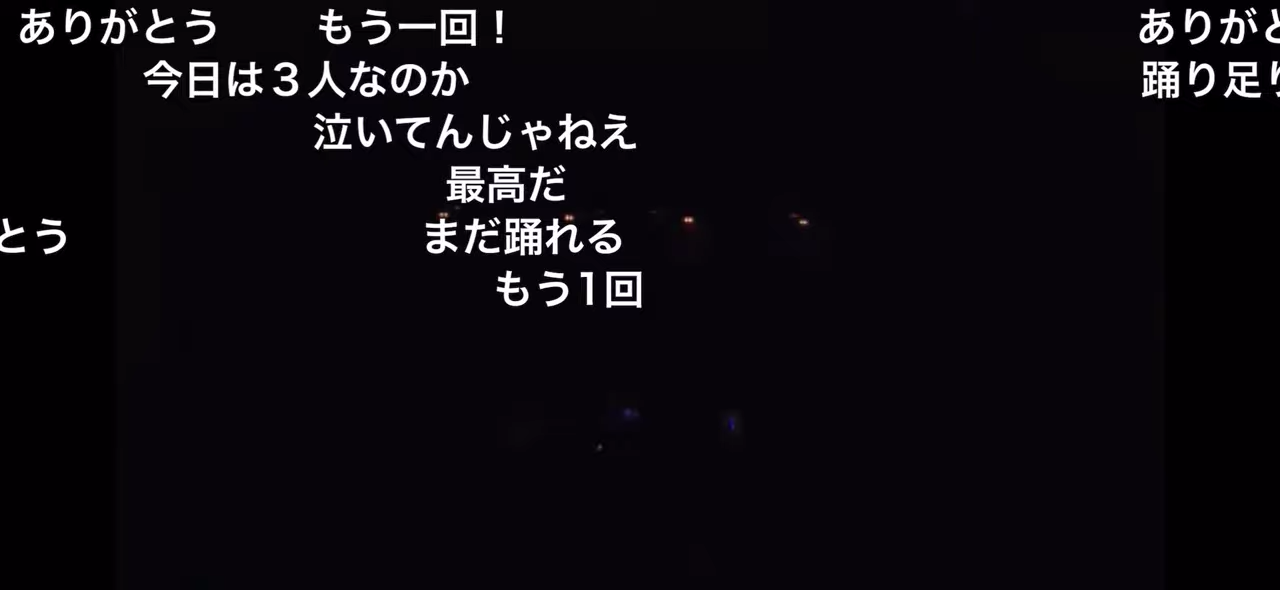 ありがとう もう一回！ ありがと
今日は３人なのか 踊り足り
泣いてんじゃねえ
最高だ
とう まだ踊れる
もう1回